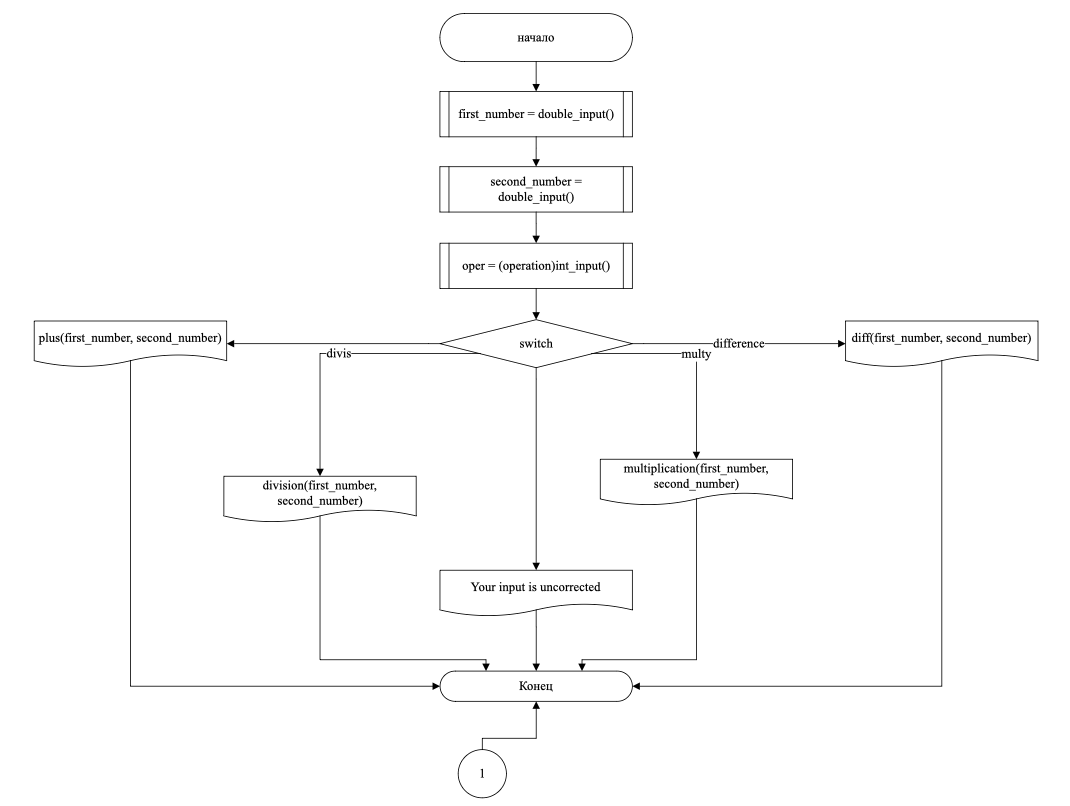 начало
first_number = double_input()
second_number =
double_input()
oper = (operation)int_input()
plus(first_number, second_number)
switch
difference
diff(first_number, second_number)
divis
multy
multiplication(first_number,
second_number)
division(first_number,
second_number)
Your input is uncorrected
Конец
1